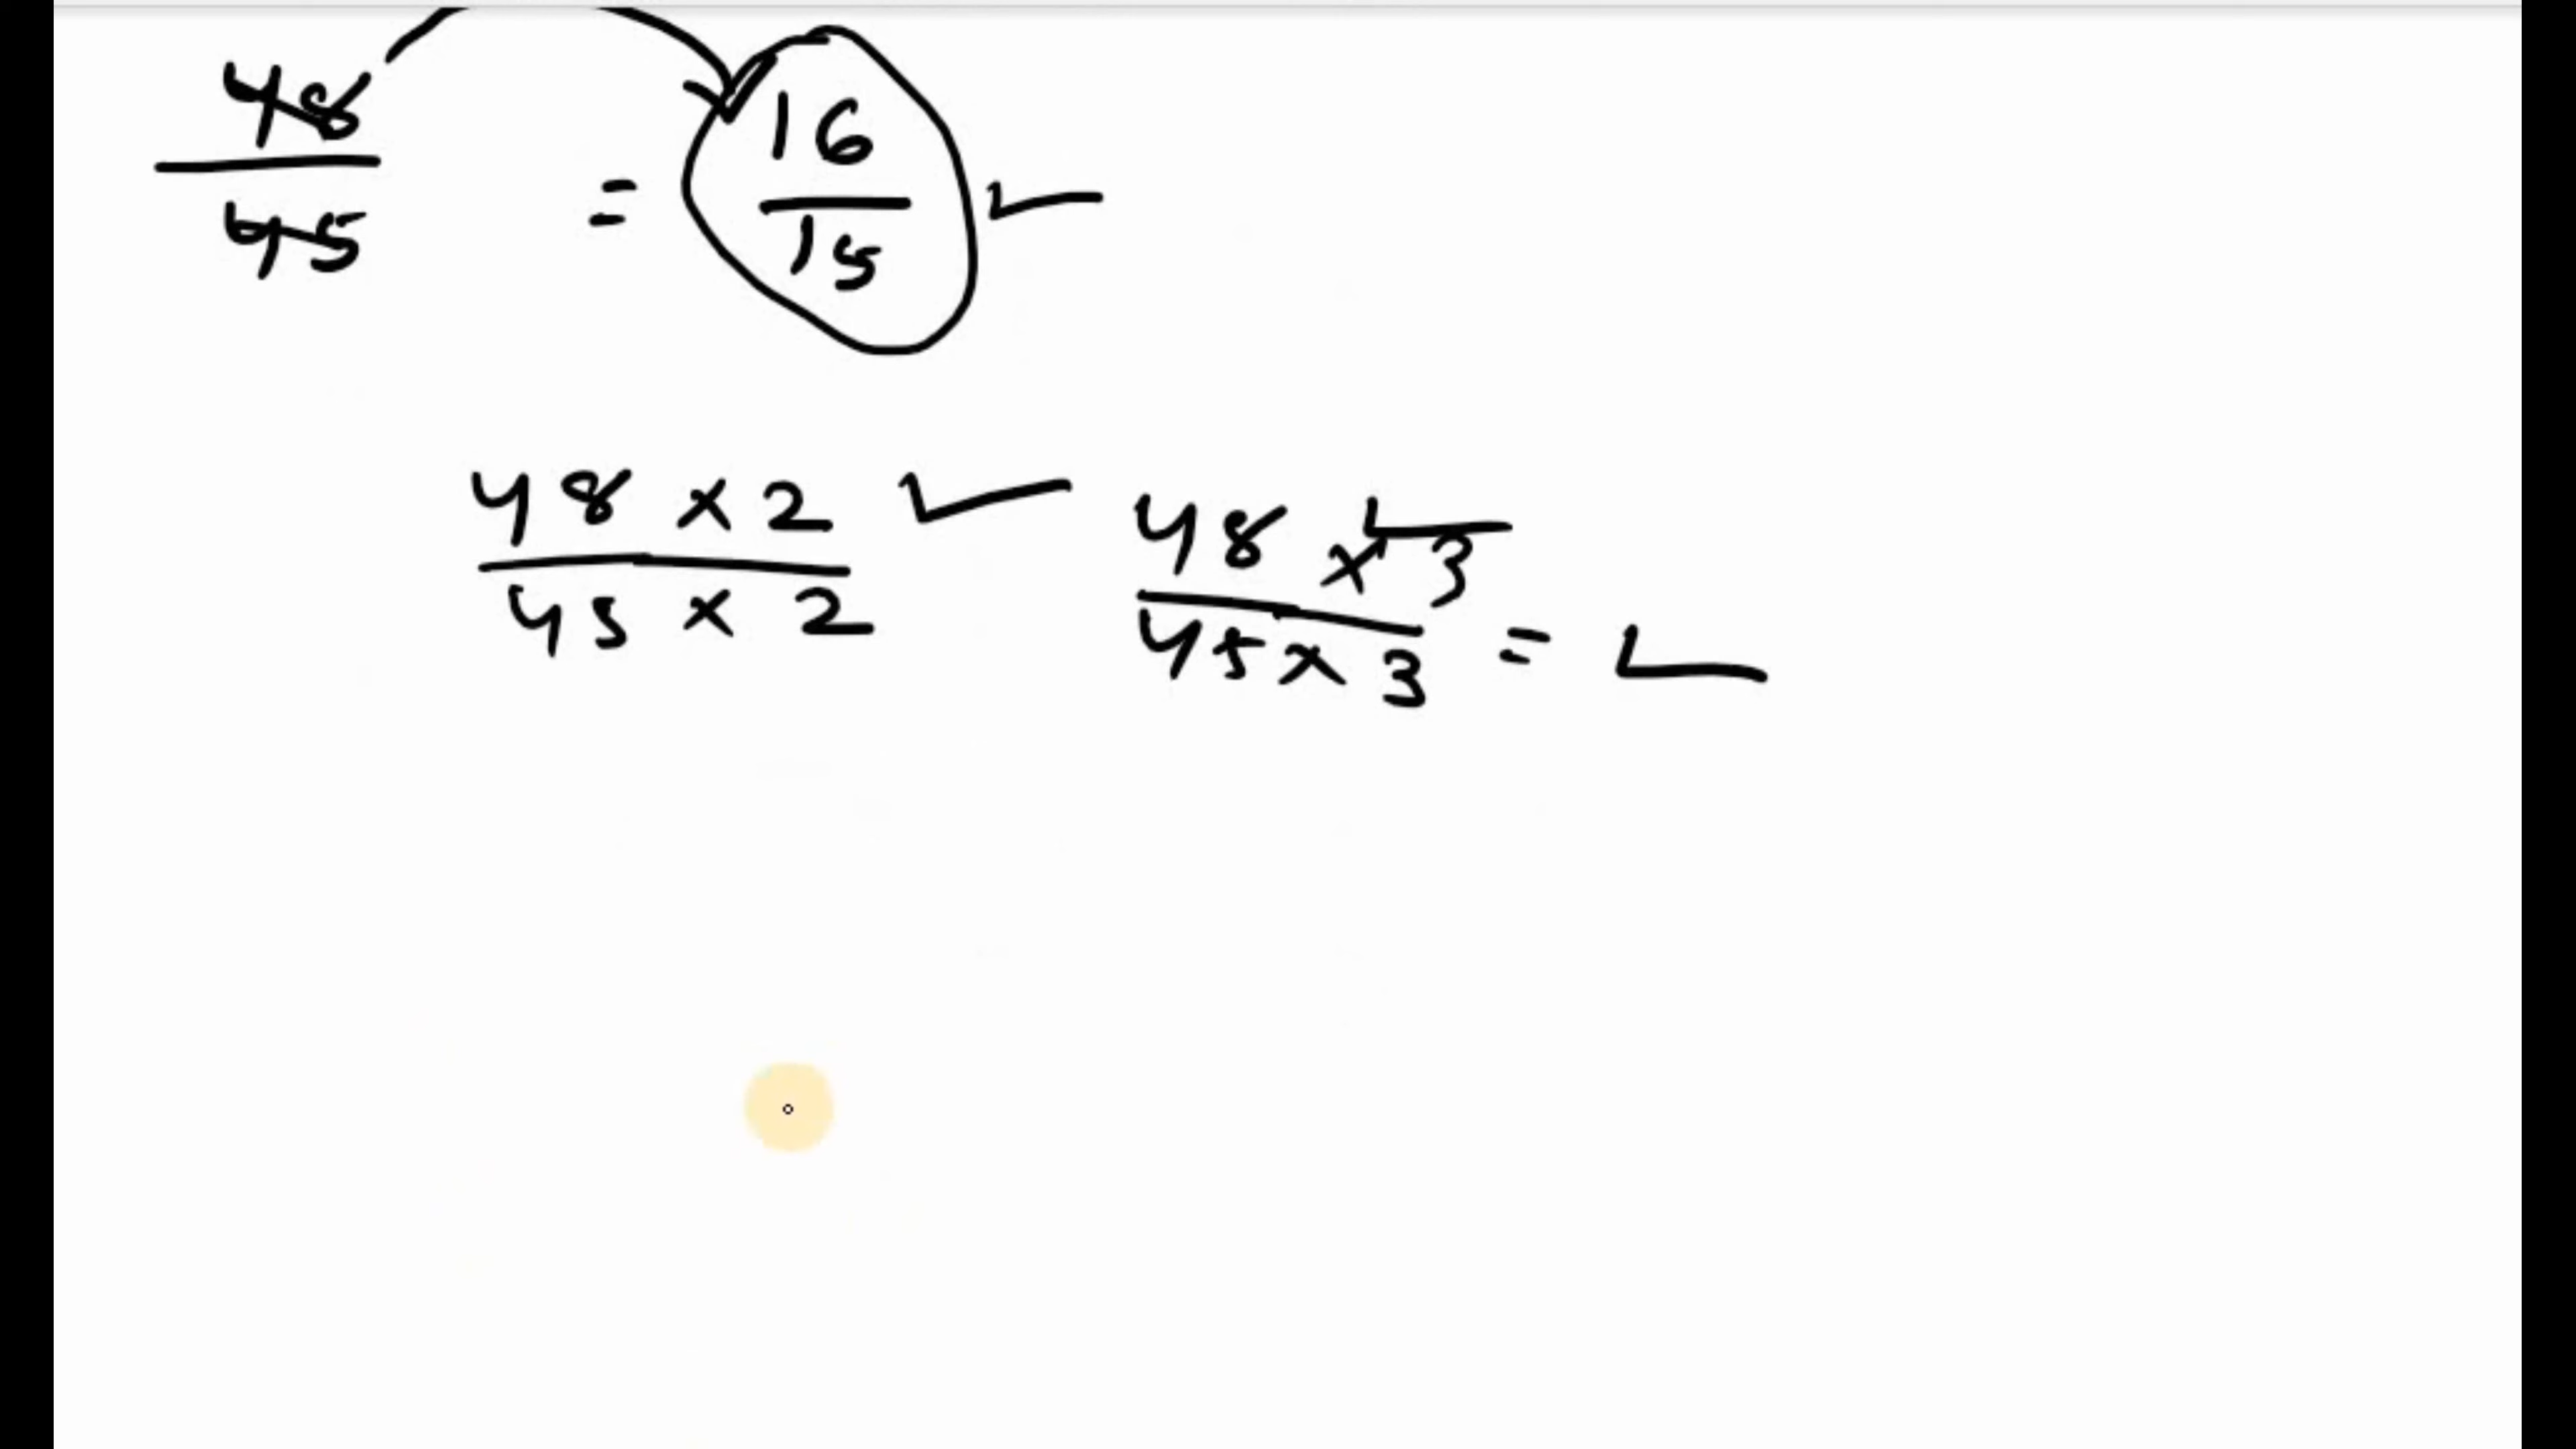 48/45 = 16/15 ✓
48 × 2 / 45 × 2 ✓
48 × 3 / 45 × 3 = ✓